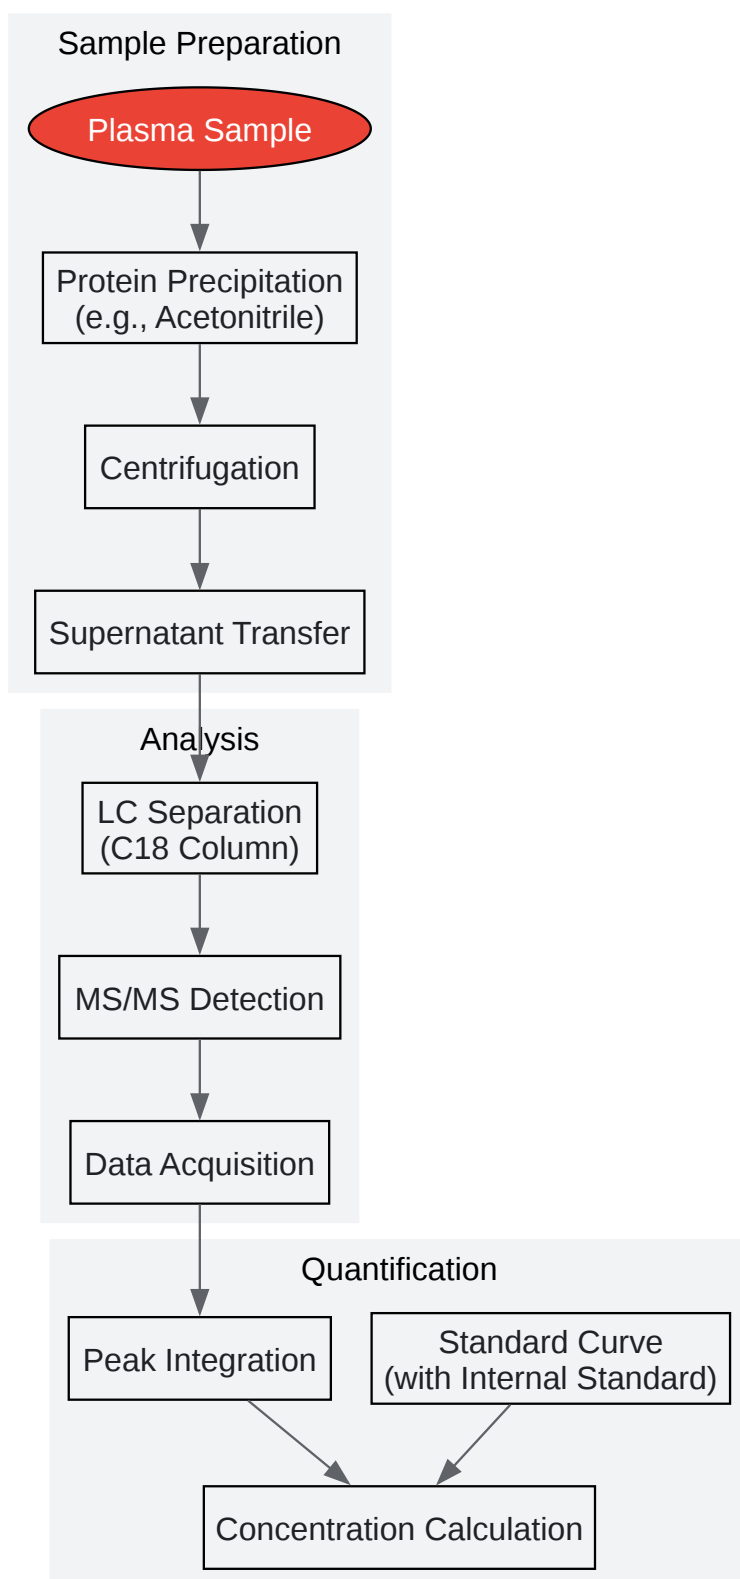 Sample Preparation
Plasma Sample
Protein Precipitation
(e.g., Acetonitrile)
Centrifugation
Supernatant Transfer
Analysis
LC Separation
(C18 Column)
MS/MS Detection
Data Acquisition
Quantification
Peak Integration
Standard Curve
(with Internal Standard)
Concentration Calculation